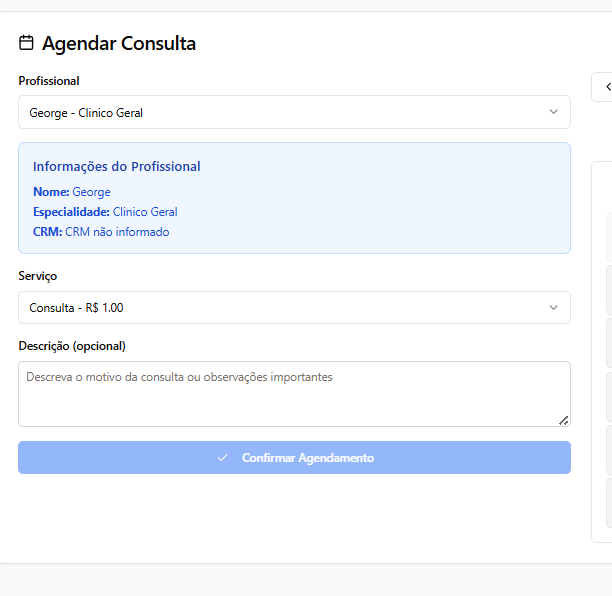 Agendar Consulta
Profissional
George - Clinico Geral
Informações do Profissional
Nome: George
Especialidade: Clinico Geral
CRM: CRM não informado
Serviço
Consulta - R$ 1.00
Descrição (opcional)
Descreva o motivo da consulta ou observações importantes
Confirmar Agendamento